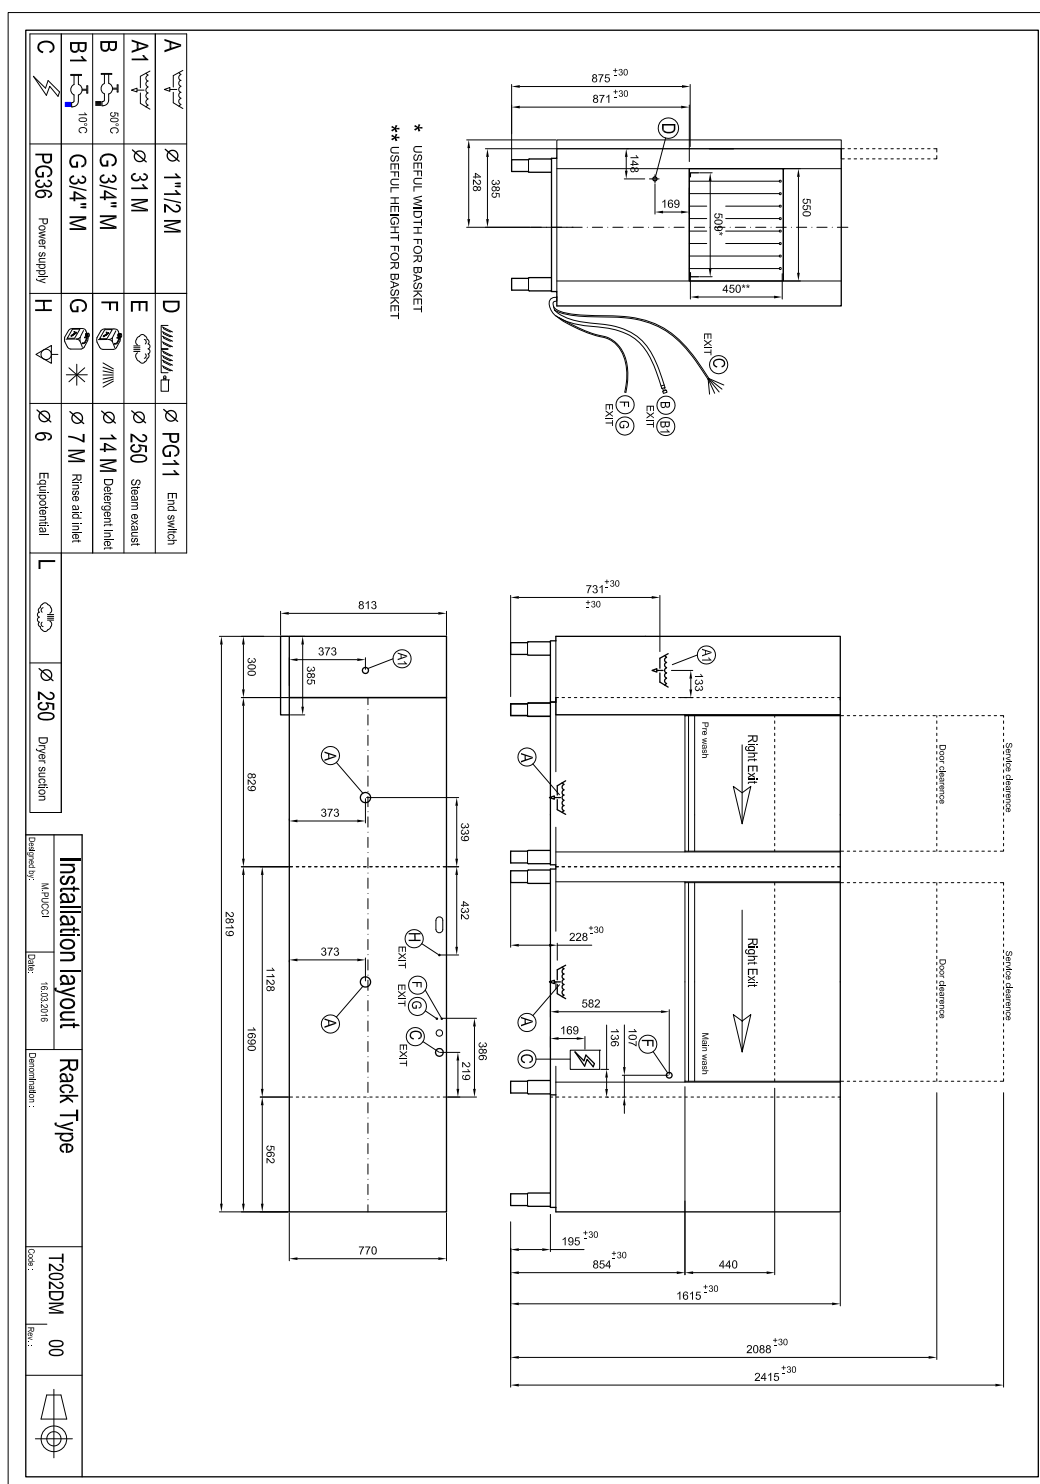 875 ±30
871 ±30
D
148
385
428
169
509*
550
450**
C
EXIT
B B1
EXIT
F G
EXIT
* USEFUL WIDTH FOR BASKET
** USEFUL HEIGHT FOR BASKET
731 ±30
±30
A1
133
Service clearence
Door clearence
Right Exit
Pre wash
A
Service clearence
Door clearence
Right Exit
Main wash
228 ±30
A
582
169
136
107
F
C
195 ±30
854 ±30
440
1615 ±30
2088 ±30
2415 ±30
813
373
385
300
A1
A
829
373
339
432
H
EXIT
373
A
F
G
EXIT
C
EXIT
386
219
1128
1690
2819
562
770
A Ø 1"1/2 M D Ø PG11 End switch
A1 Ø 31 M E Ø 250 Steam exaust
B 50°C G 3/4" M F Ø 14 M Detergent inlet
B1 10°C G 3/4" M G Ø 7 M Rinse aid inlet
C PG36 Power supply H Ø 6 Equipotential L Ø 250 Dryer suction
Installation layout
Designed by: M.PUCCI
Date: 16.03.2016
Rack Type
Denomination :
T202DM
Code :
00
Rev. :